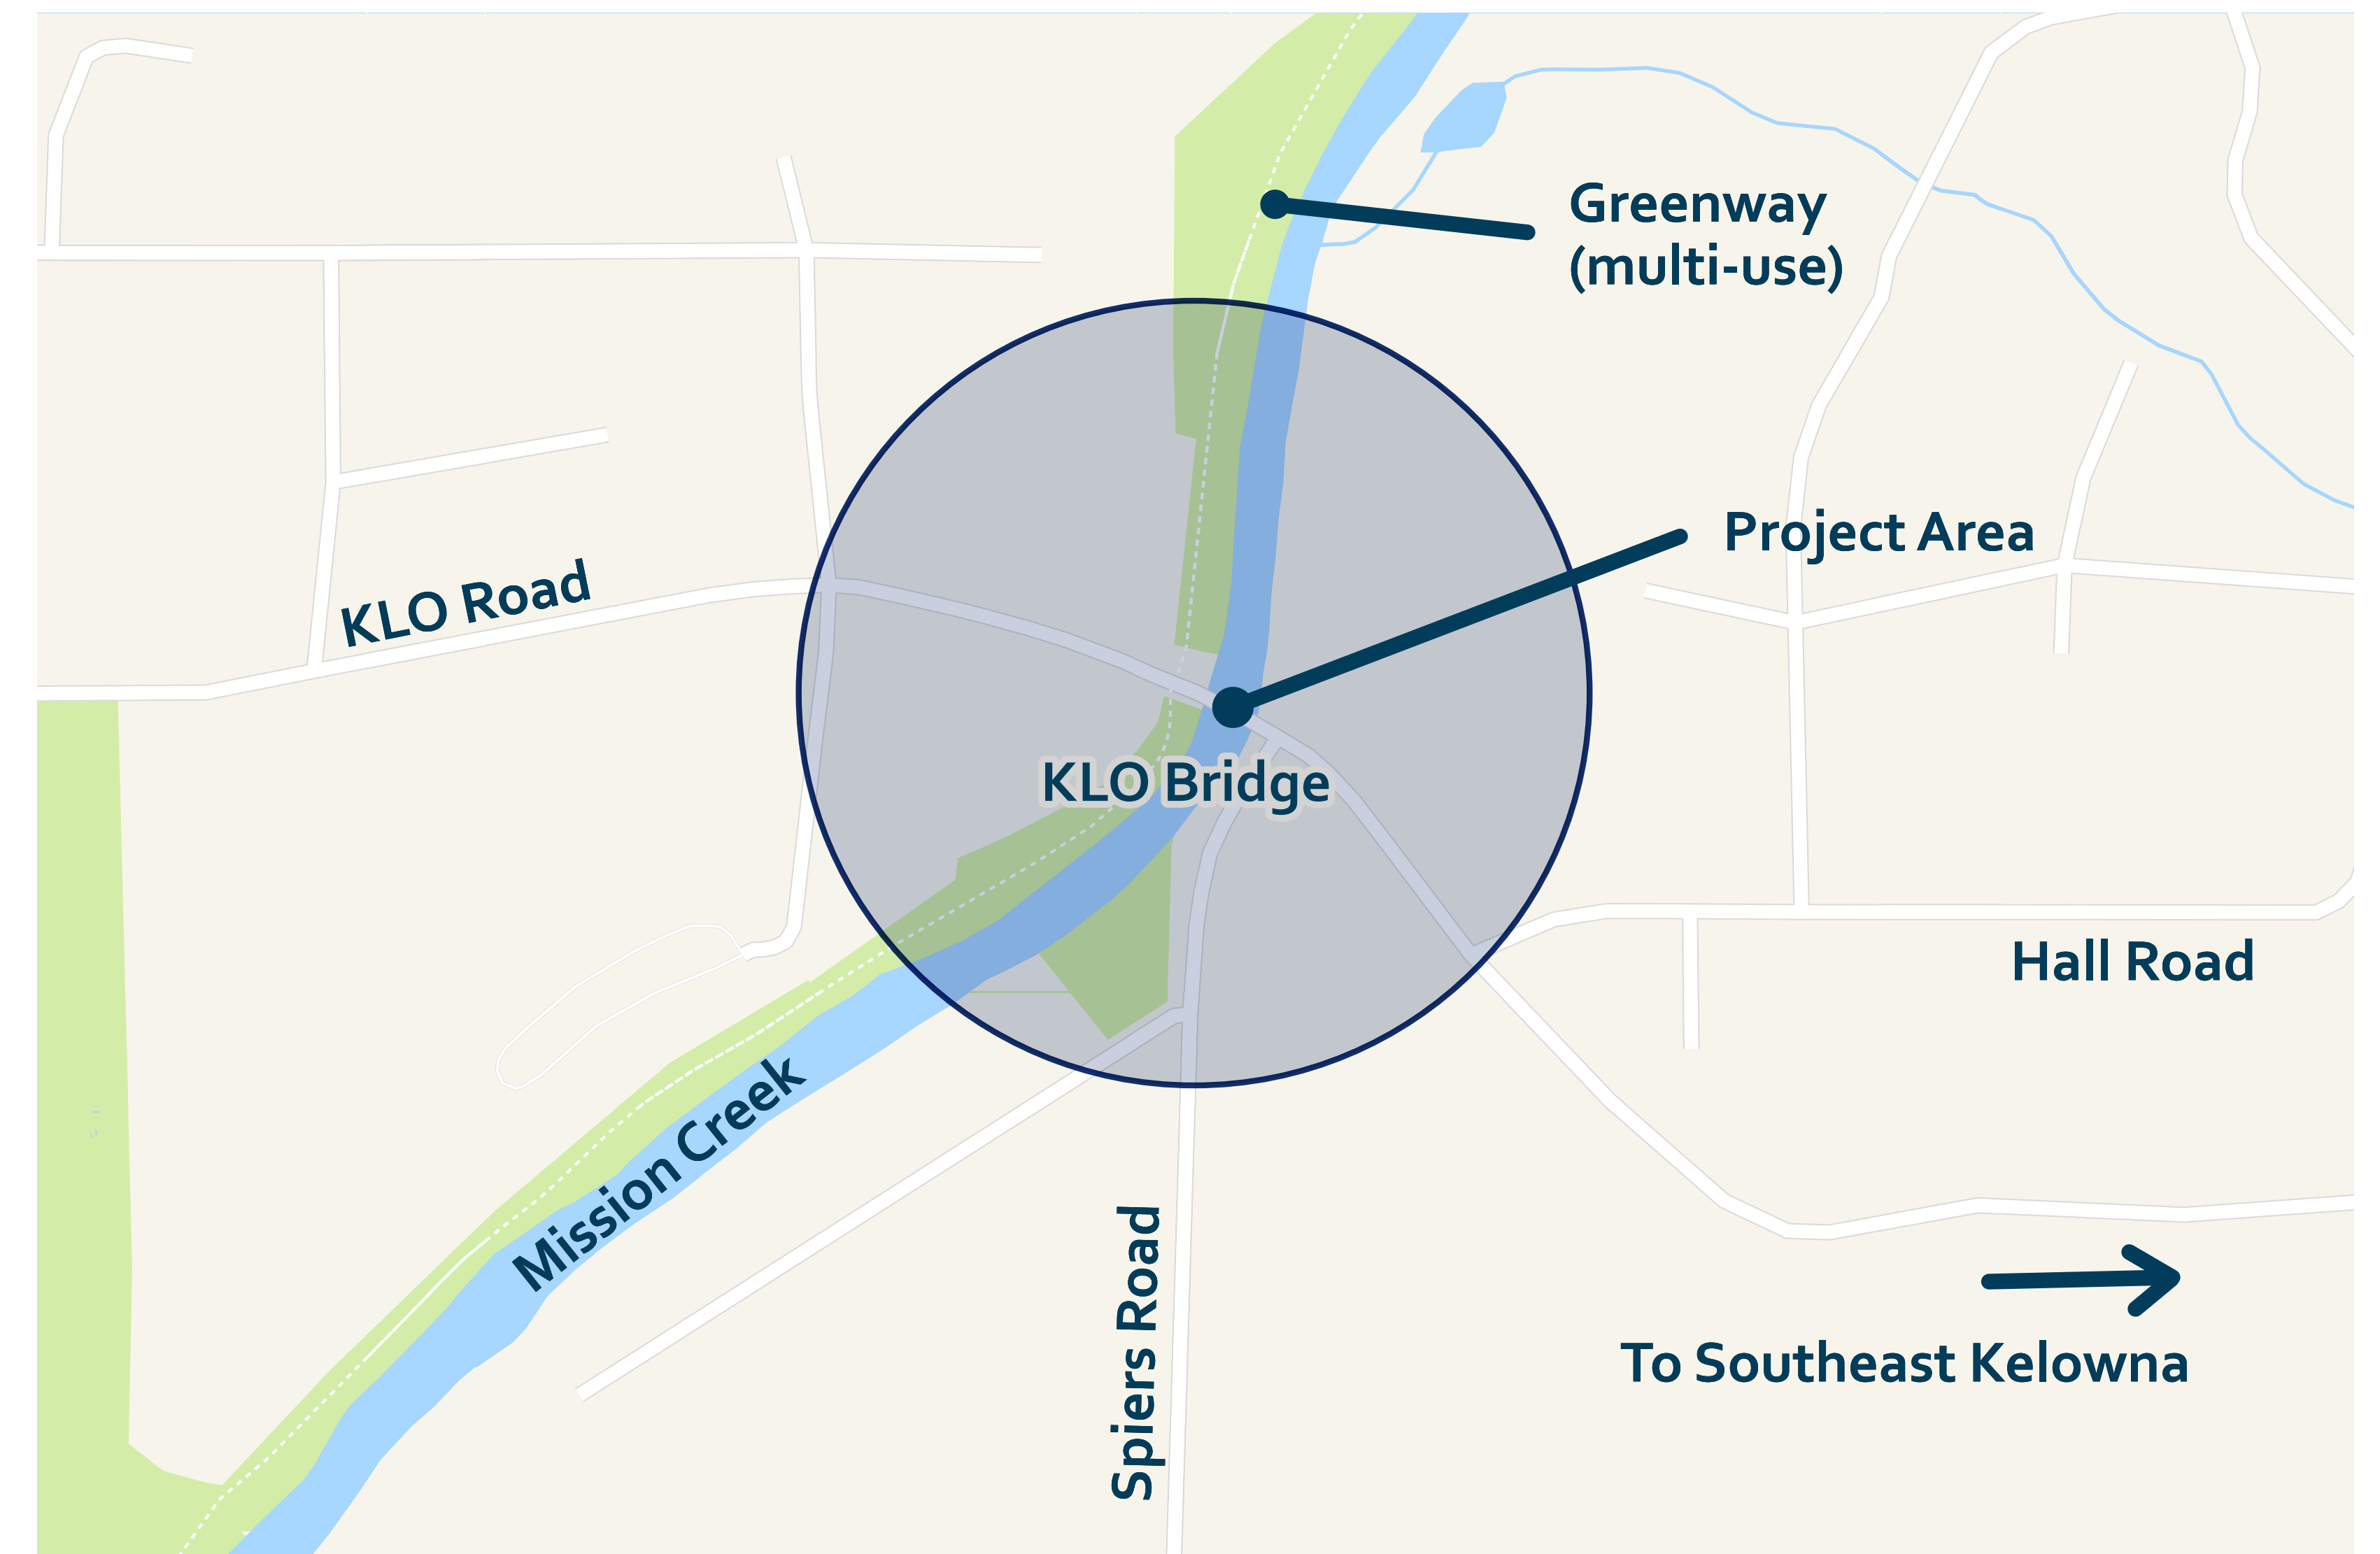 Greenway
(multi-use)
Project Area
KLO Road
KLO Bridge
Hall Road
Mission Creek
Spiers Road
To Southeast Kelowna